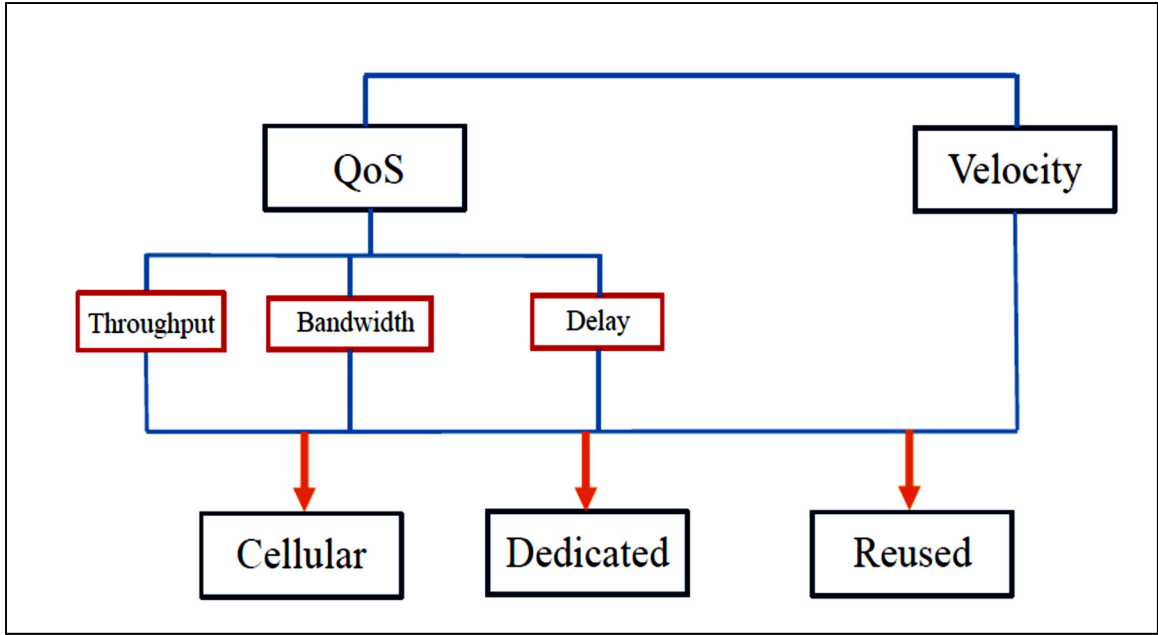 QoS
Velocity
Throughput
Bandwidth
Delay
Cellular
Dedicated
Reused